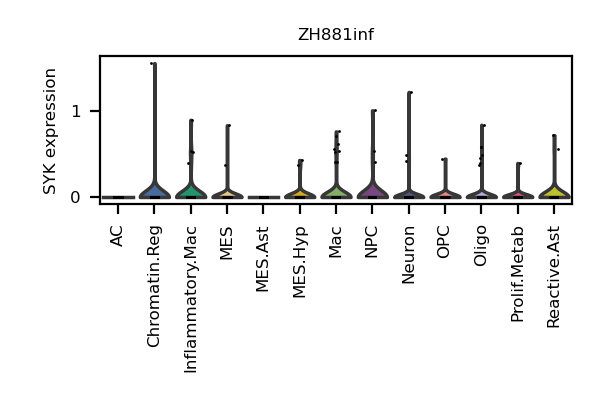 ZH881inf
SYK expression
1
0
AC
Chromatin.Reg
Inflammatory.Mac
MES
MES.Ast
MES.Hyp
Mac
NPC
Neuron
OPC
Oligo
Prolif.Metab
Reactive.Ast